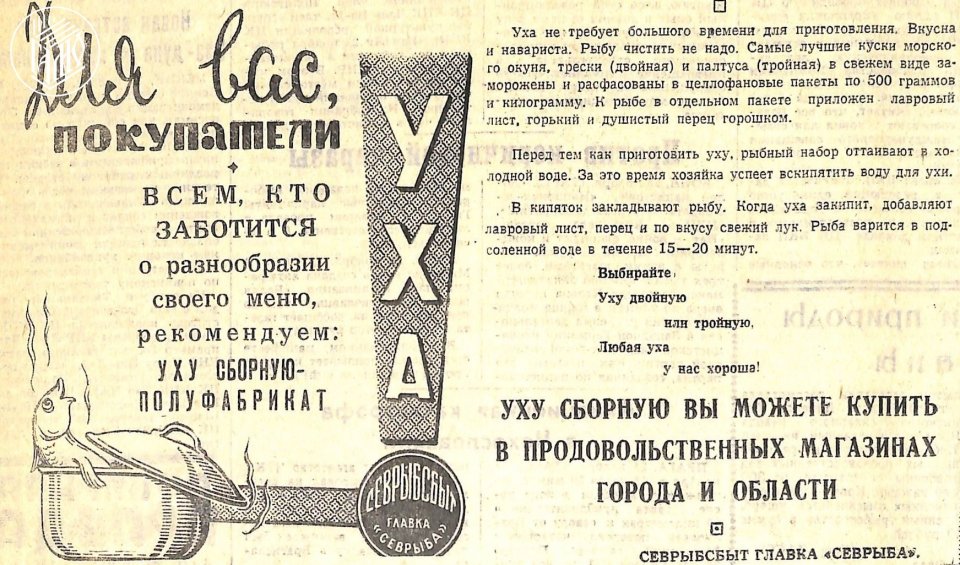 Для вас,
ПОКУПАТЕЛИ
ВСЕМ, КТО
ЗАБОТИТСЯ
о разнообразии
своего меню,
рекомендуем:
УХУ СБОРНУЮ-
ПОЛУФАБРИКАТ
УХА
СЕВРЫБСБЫТ
ГЛАВКА
«СЕВРЫБА»
Уха не требует большого времени для приготовления. Вкусна
и навариста. Рыбу чистить не надо. Самые лучшие куски морско-
го окуня, трески (двойная) и палтуса (тройная) в свежем виде за-
морожены и расфасованы в целлофановые пакеты по 500 граммов
и килограмму. К рыбе в отдельном пакете приложен лавровый
лист, горький и душистый перец горошком.
Перед тем как приготовить уху, рыбный набор оттаивают в хо-
лодной воде. За это время хозяйка успеет вскипятить воду для ухи.
В кипяток закладывают рыбу. Когда уха закипит, добавляют
лавровый лист, перец и по вкусу свежий лук. Рыба варится в под-
соленной воде в течение 15—20 минут.
Выбирайте:
Уху двойную
или тройную,
Любая уха
у нас хороша!
УХУ СБОРНУЮ ВЫ МОЖЕТЕ КУПИТЬ
В ПРОДОВОЛЬСТВЕННЫХ МАГАЗИНАХ
ГОРОДА И ОБЛАСТИ
СЕВРЫБСБЫТ ГЛАВКА «СЕВРЫБА».